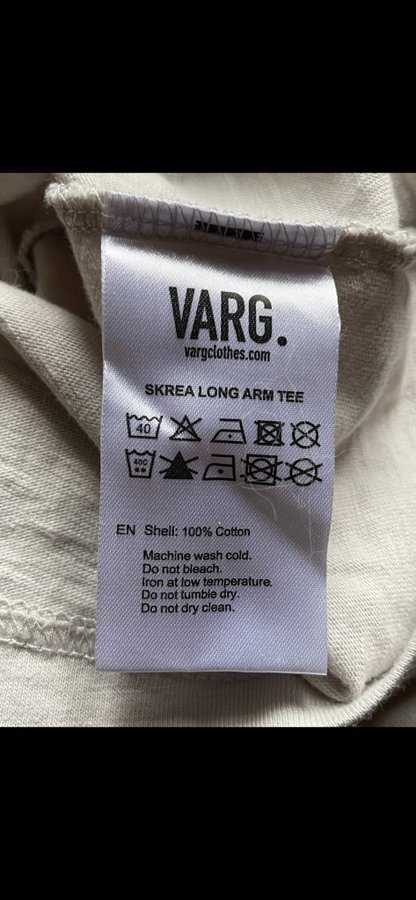 VARG.
vargclothes.com
SKREA LONG ARM TEE
40
40C
EN Shell: 100% Cotton
Machine wash cold.
Do not bleach.
Iron at low temperature.
Do not tumble dry.
Do not dry clean.